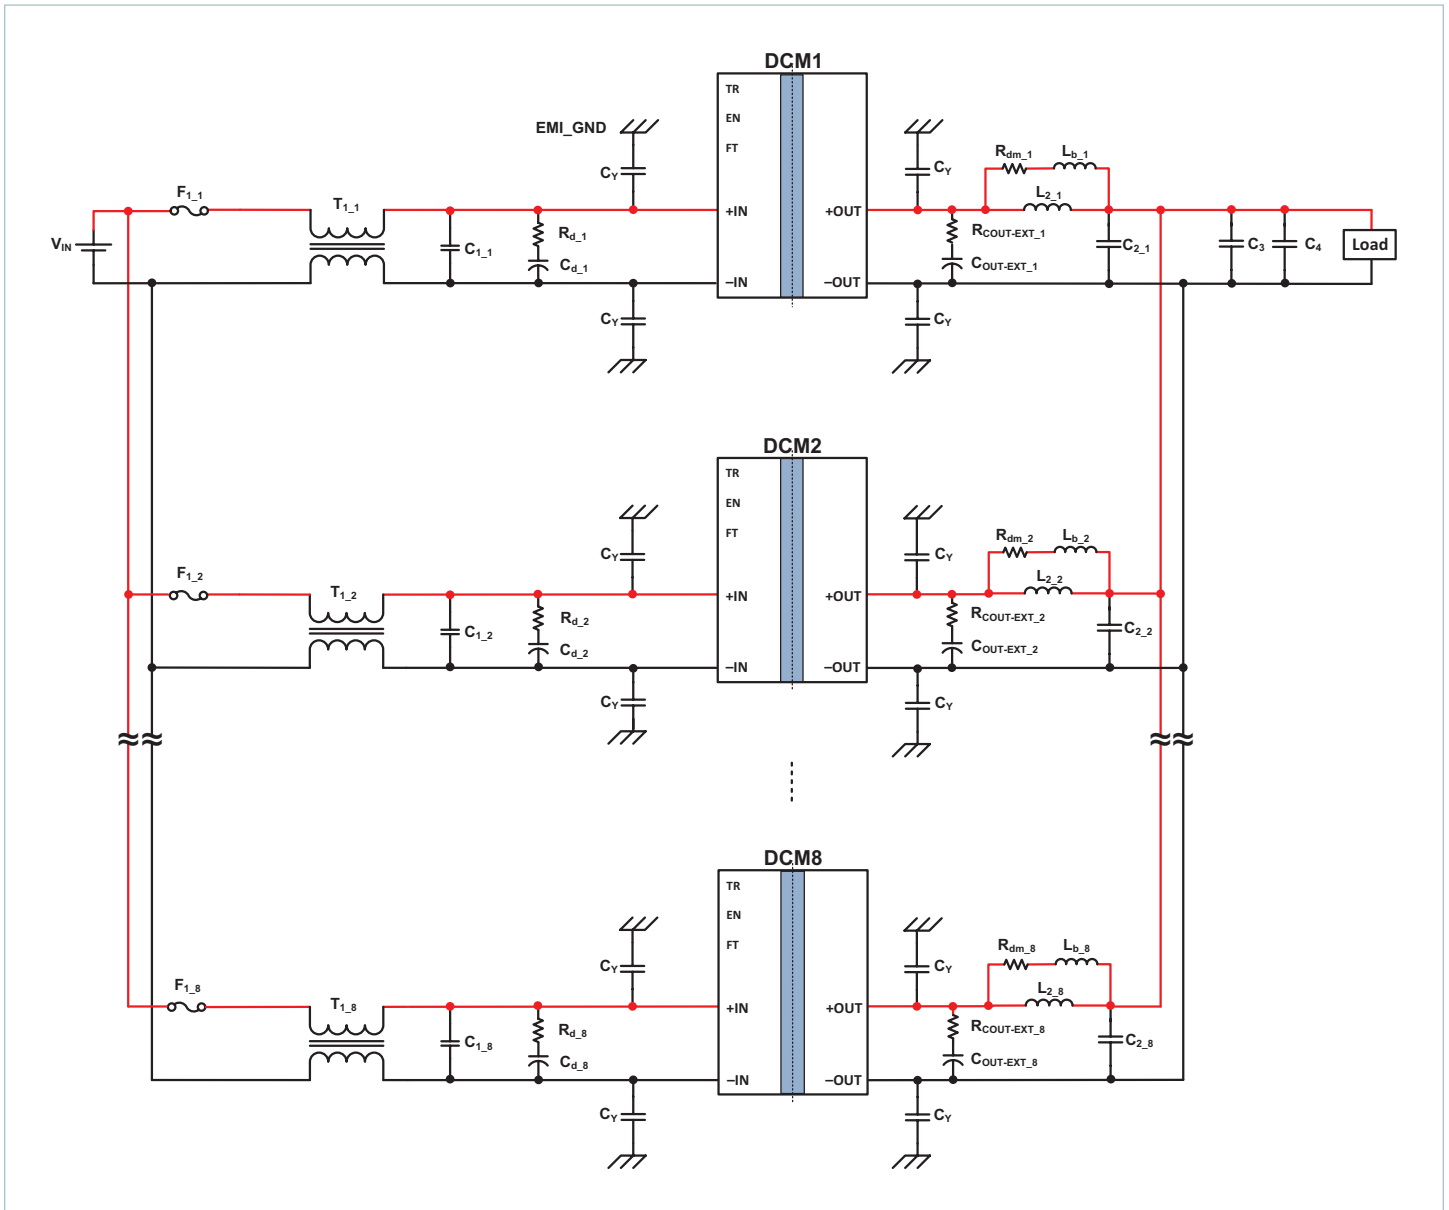 DCM1
TR
EN
FT
EMI_GND
CY
CY
Rdm_1
Lb_1
F1_1
T1_1
L2_1
+IN
+OUT
VIN
C1_1
Rd_1
Cd_1
RCOUT-EXT_1
COUT-EXT_1
C2_1
C3
C4
Load
–IN
–OUT
CY
CY
DCM2
TR
EN
FT
CY
CY
Rdm_2
Lb_2
F1_2
T1_2
L2_2
+IN
+OUT
C1_2
Rd_2
Cd_2
RCOUT-EXT_2
COUT-EXT_2
C2_2
–IN
–OUT
CY
CY
DCM8
TR
EN
FT
CY
CY
Rdm_8
Lb_8
F1_8
T1_8
L2_8
+IN
+OUT
C1_8
Rd_8
Cd_8
RCOUT-EXT_8
COUT-EXT_8
C2_8
–IN
–OUT
CY
CY